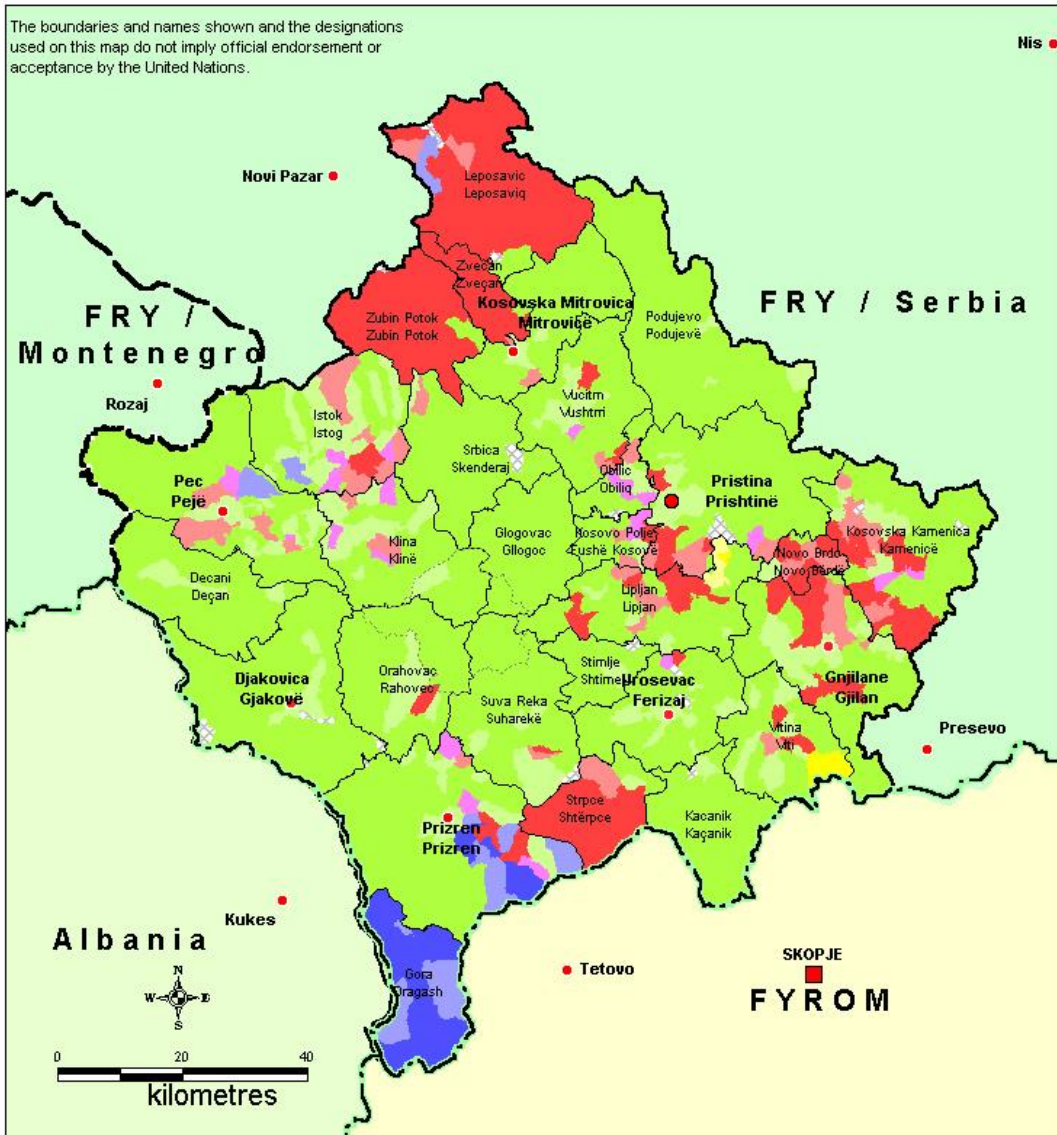 The boundaries and names shown and the designations
used on this map do not imply official endorsement or
acceptance by the United Nations.
Nis
Novi Pazar
Leposavic
Leposaviq
Zvecan
Zveçan
Kosovska Mitrovica
Mitrovicë
Zubin Potok
Zubin Potok
Podujevo
Podujevë
FRY /
Montenegro
FRY / Serbia
Rozaj
Istok
Istog
Vucitrn
Vushtrri
Srbica
Skenderaj
Obilic
Obiliq
Pec
Pejë
Pristina
Prishtinë
Glogovac
Gllogoc
Kosovo Polje
Fushë Kosovë
Kosovska Kamenica
Kamenicë
Klina
Klinë
Novo Brdo
Novo Bërdë
Decani
Deçan
Lipljan
Lipjan
Djakovica
Gjakovë
Orahovac
Rahovec
Stimlje
Shtime
Urosevac
Ferizaj
Gnjilane
Gjilan
Suva Reka
Suharekë
Vitina
Viti
Presevo
Strpce
Shtërpce
Kacanik
Kaçanik
Prizren
Prizren
Kukes
Albania
N
W E
S
Gora
Dragash
Tetovo
SKOPJE
FYROM
0 20 40
kilometres